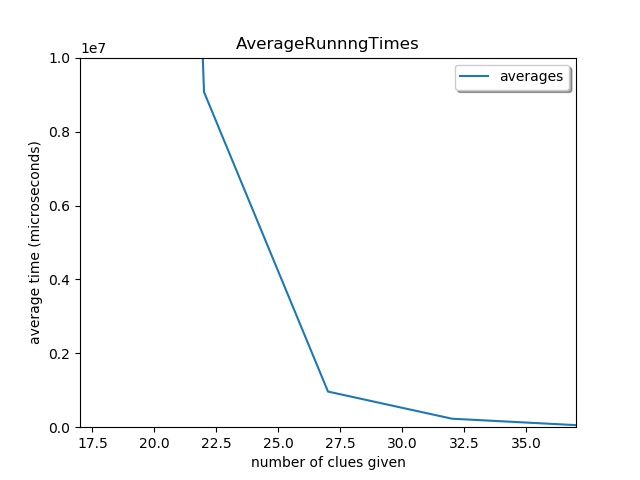 AverageRunnngTimes
1e7
1.0
0.8
0.6
0.4
0.2
0.0
average time (microseconds)
averages
17.5 20.0 22.5 25.0 27.5 30.0 32.5 35.0
number of clues given